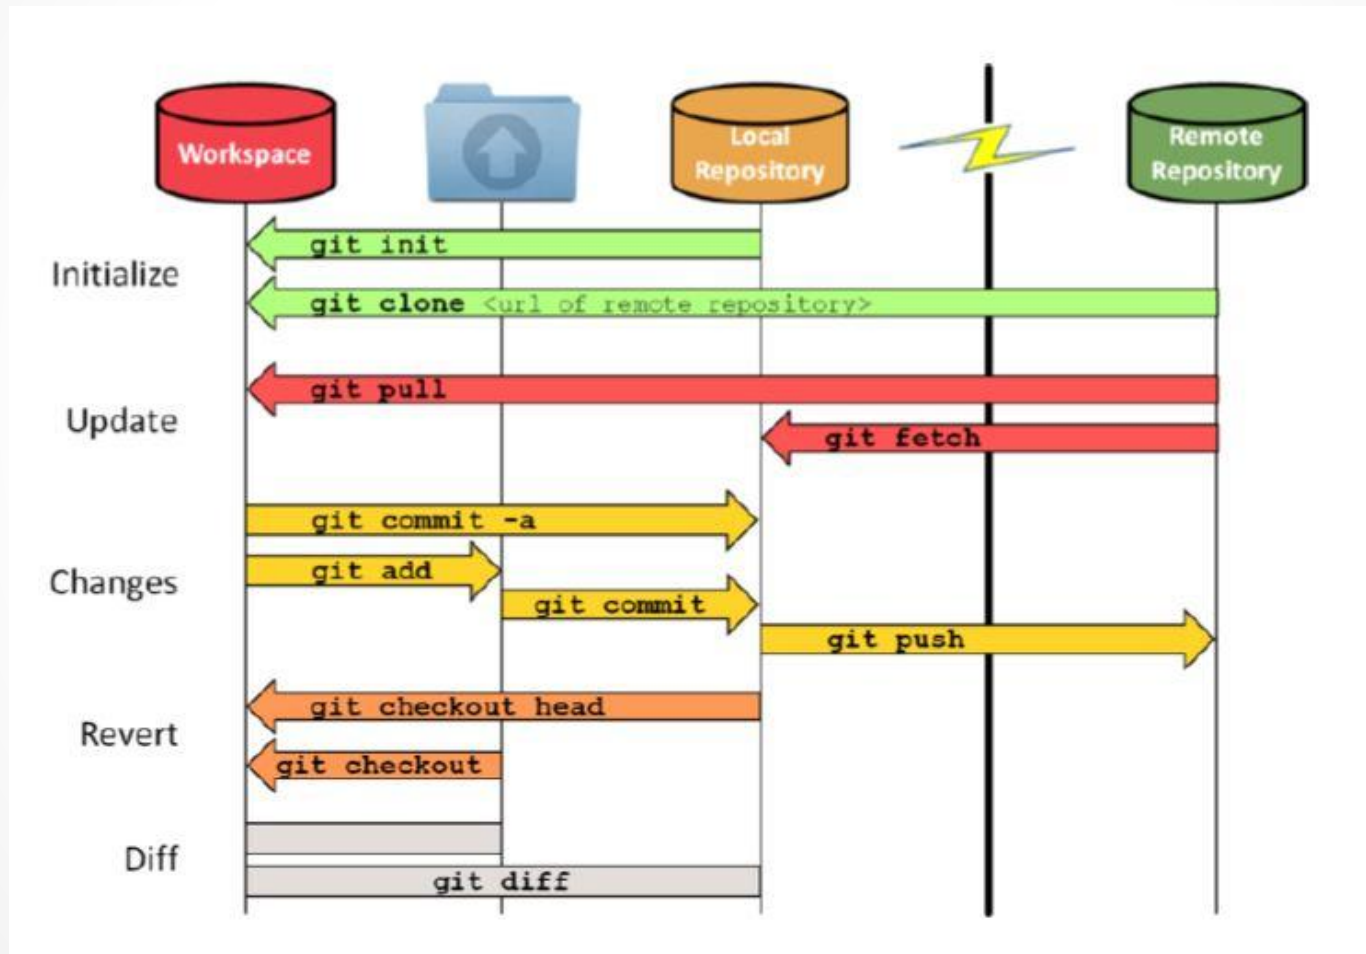 Workspace
Local
Repository
Remote
Repository
Initialize
git init
git clone <url of remote repository>
Update
git pull
git fetch
Changes
git commit -a
git add
git commit
git push
Revert
git checkout head
git checkout
Diff
git diff